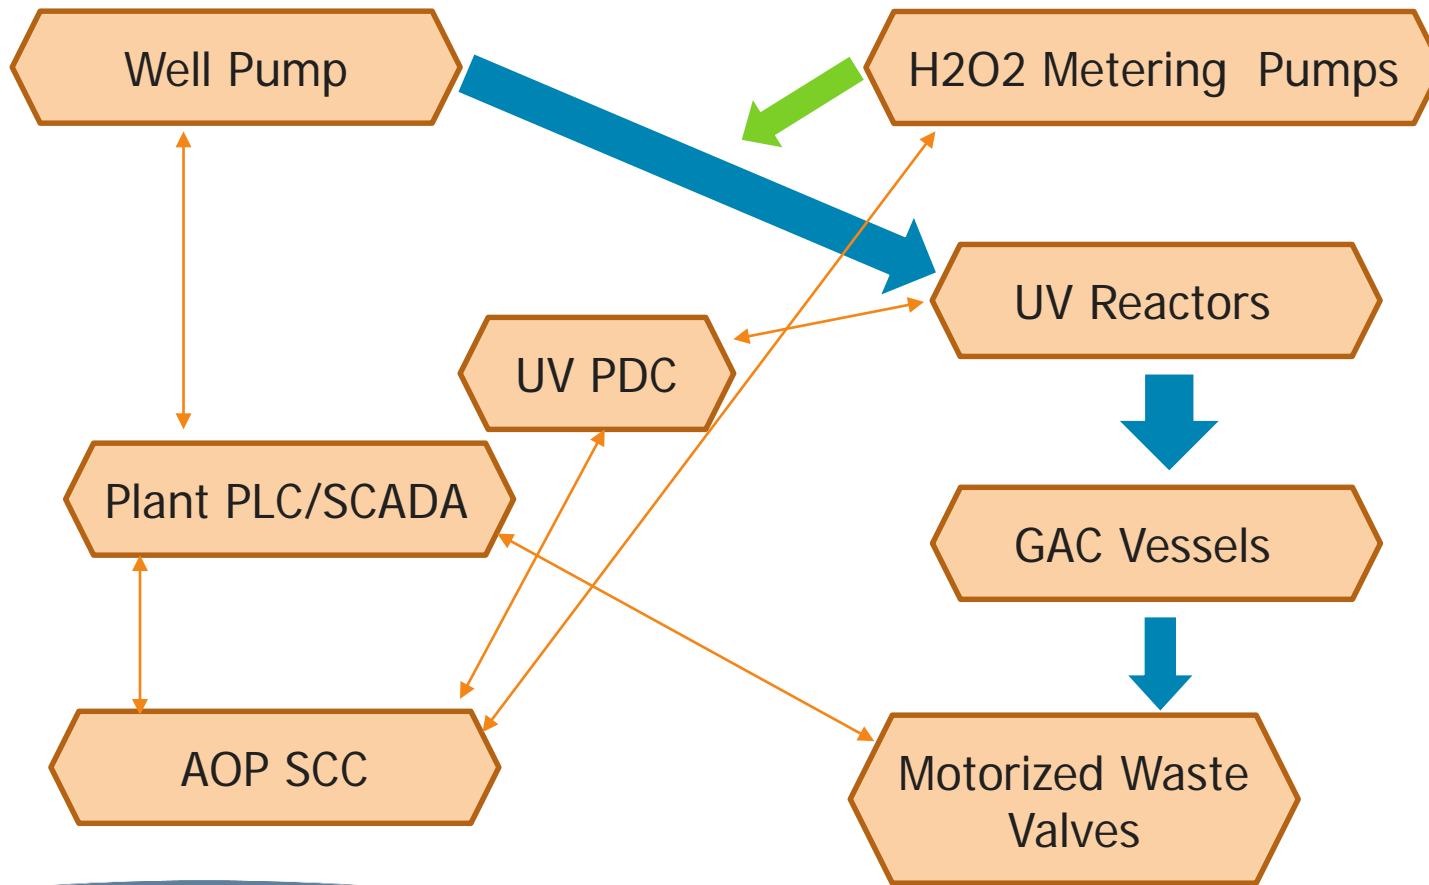 Well Pump
H2O2 Metering Pumps
UV Reactors
UV PDC
Plant PLC/SCADA
GAC Vessels
AOP SCC
Motorized Waste
Valves